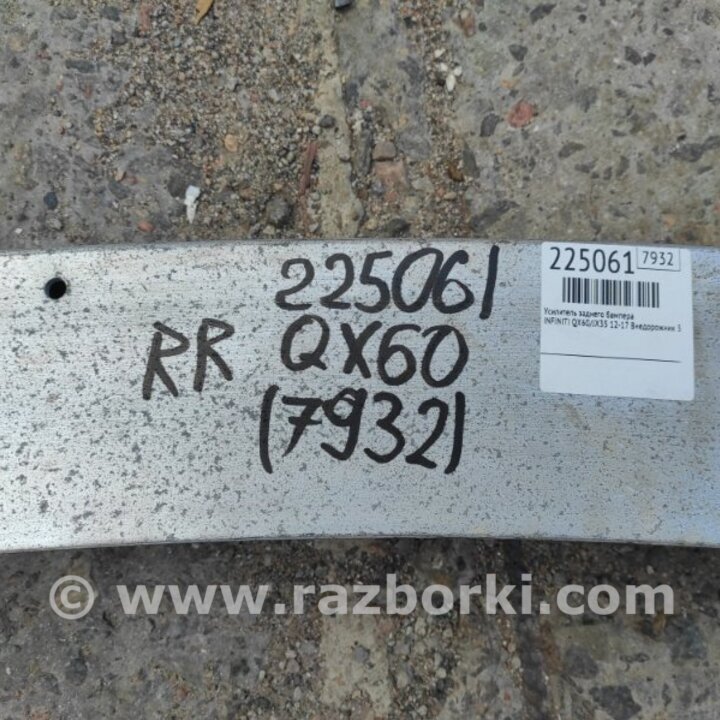 225061
RR QX60
(7932)
225061 7932
Усилитель заднего бампера
INFINITI QX60/JX35 12-17 Внедорожник 5
© www.razborki.com